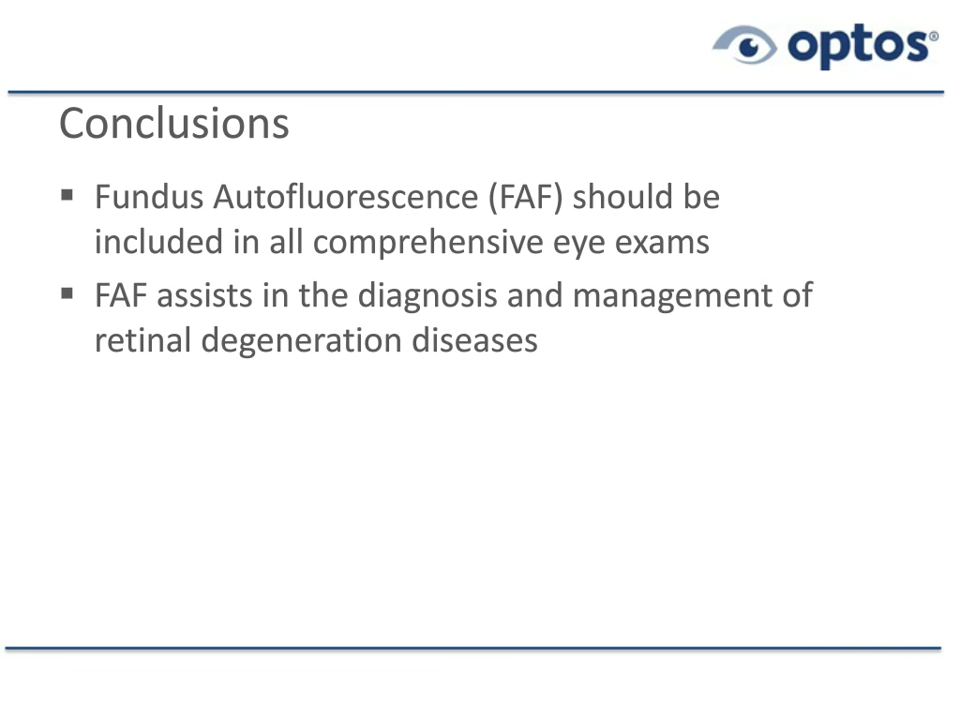 optos®
Conclusions
▪ Fundus Autofluorescence (FAF) should be
included in all comprehensive eye exams
▪ FAF assists in the diagnosis and management of
retinal degeneration diseases